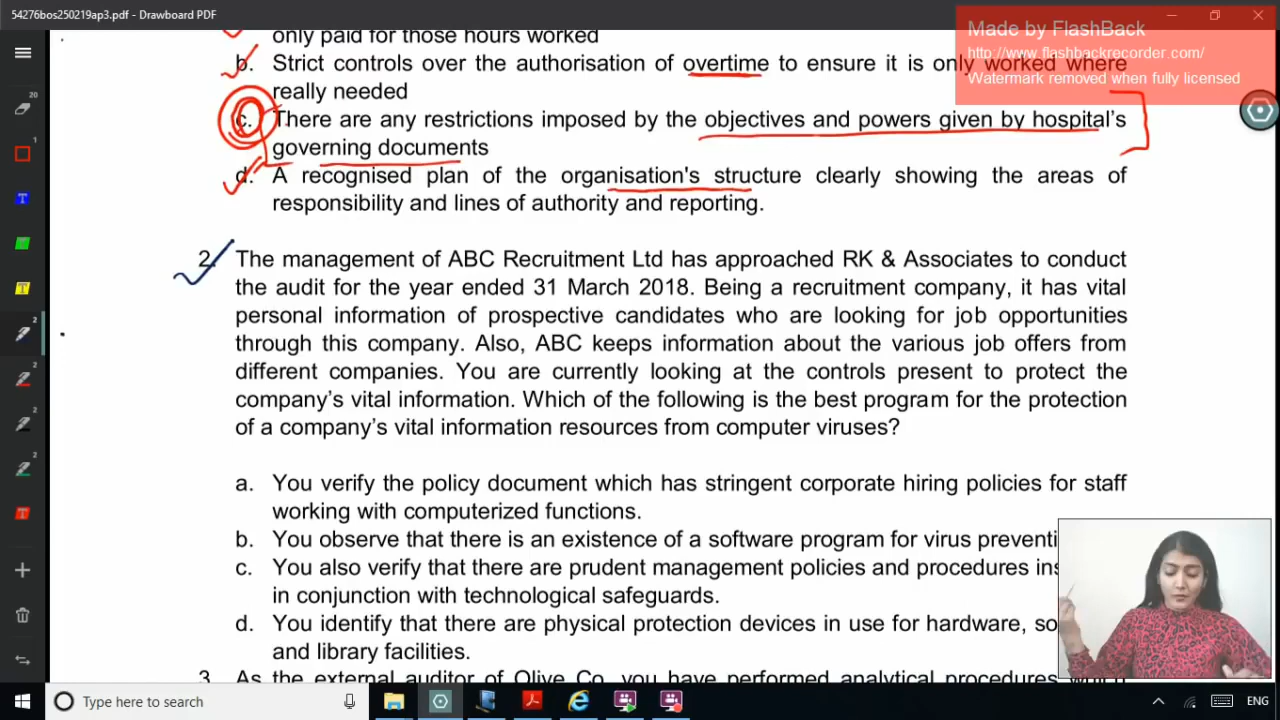 54276bos250219ap3.pdf - Drawboard PDF
Made by FlashBack
http://www.flashbackrecorder.com/
Watermark removed when fully licensed
only paid for those hours worked
b. Strict controls over the authorisation of overtime to ensure it is only worked where
really needed
c. There are any restrictions imposed by the objectives and powers given by hospital's
governing documents
d. A recognised plan of the organisation's structure clearly showing the areas of
responsibility and lines of authority and reporting.
2. The management of ABC Recruitment Ltd has approached RK & Associates to conduct
the audit for the year ended 31 March 2018. Being a recruitment company, it has vital
personal information of prospective candidates who are looking for job opportunities
through this company. Also, ABC keeps information about the various job offers from
different companies. You are currently looking at the controls present to protect the
company's vital information. Which of the following is the best program for the protection
of a company's vital information resources from computer viruses?
a. You verify the policy document which has stringent corporate hiring policies for staff
working with computerized functions.
b. You observe that there is an existence of a software program for virus preventi
c. You also verify that there are prudent management policies and procedures ins
in conjunction with technological safeguards.
d. You identify that there are physical protection devices in use for hardware, so
and library facilities.
3. As the external auditor of Olive Co. you have performed analytical procedures which
20
1
2
2
2
2
Type here to search
ENG